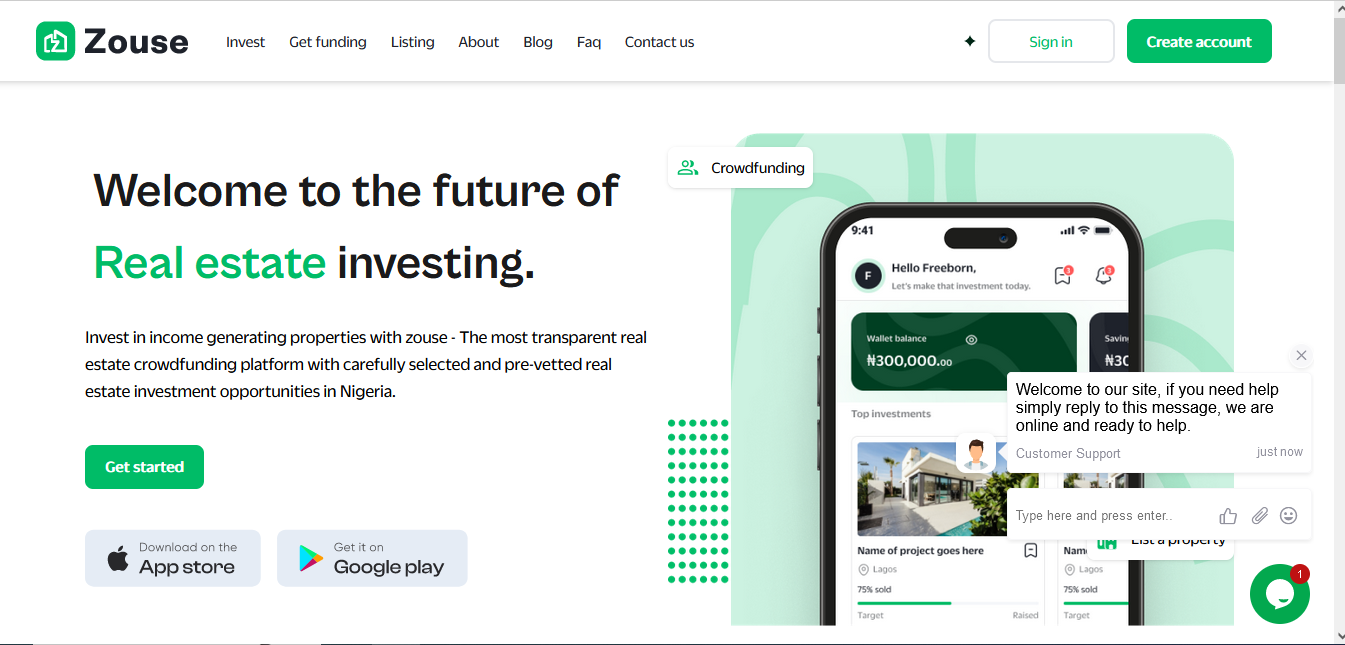 Zouse
Invest
Get funding
Listing
About
Blog
Faq
Contact us
Sign in
Create account
Welcome to the future of
Real estate investing.
Invest in income generating properties with zouse - The most transparent real
estate crowdfunding platform with carefully selected and pre-vetted real
estate investment opportunities in Nigeria.
Get started
Download on the
App store
Get it on
Google play
Crowdfunding
9:41
F
Hello Freeborn,
Let's make that investment today.
3
3
Wallet balance
₦300,000.00
Savin
₦30
Top investments
Name of project goes here
Lagos
75% sold
Target
Raised
Nam
Lagos
75% sold
Target
Welcome to our site, if you need help
simply reply to this message, we are
online and ready to help.
Customer Support
just now
Type here and press enter..
List a property
1